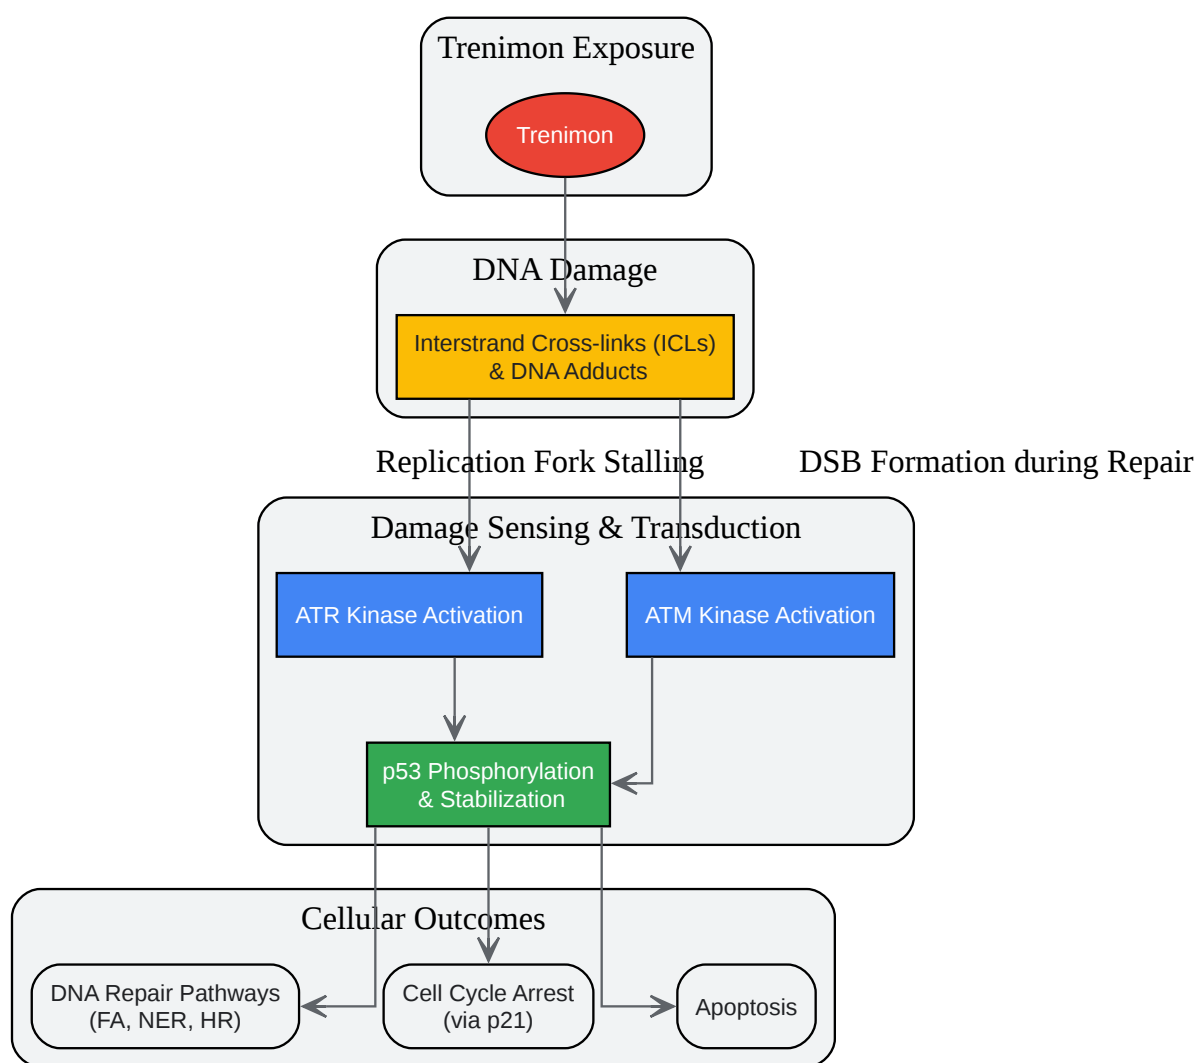 Trenimon Exposure
Trenimon
DNA Damage
Interstrand Cross-links (ICLs)
& DNA Adducts
Replication Fork Stalling
DSB Formation during Repair
Damage Sensing & Transduction
ATR Kinase Activation
ATM Kinase Activation
p53 Phosphorylation
& Stabilization
Cellular Outcomes
DNA Repair Pathways
(FA, NER, HR)
Cell Cycle Arrest
(via p21)
Apoptosis